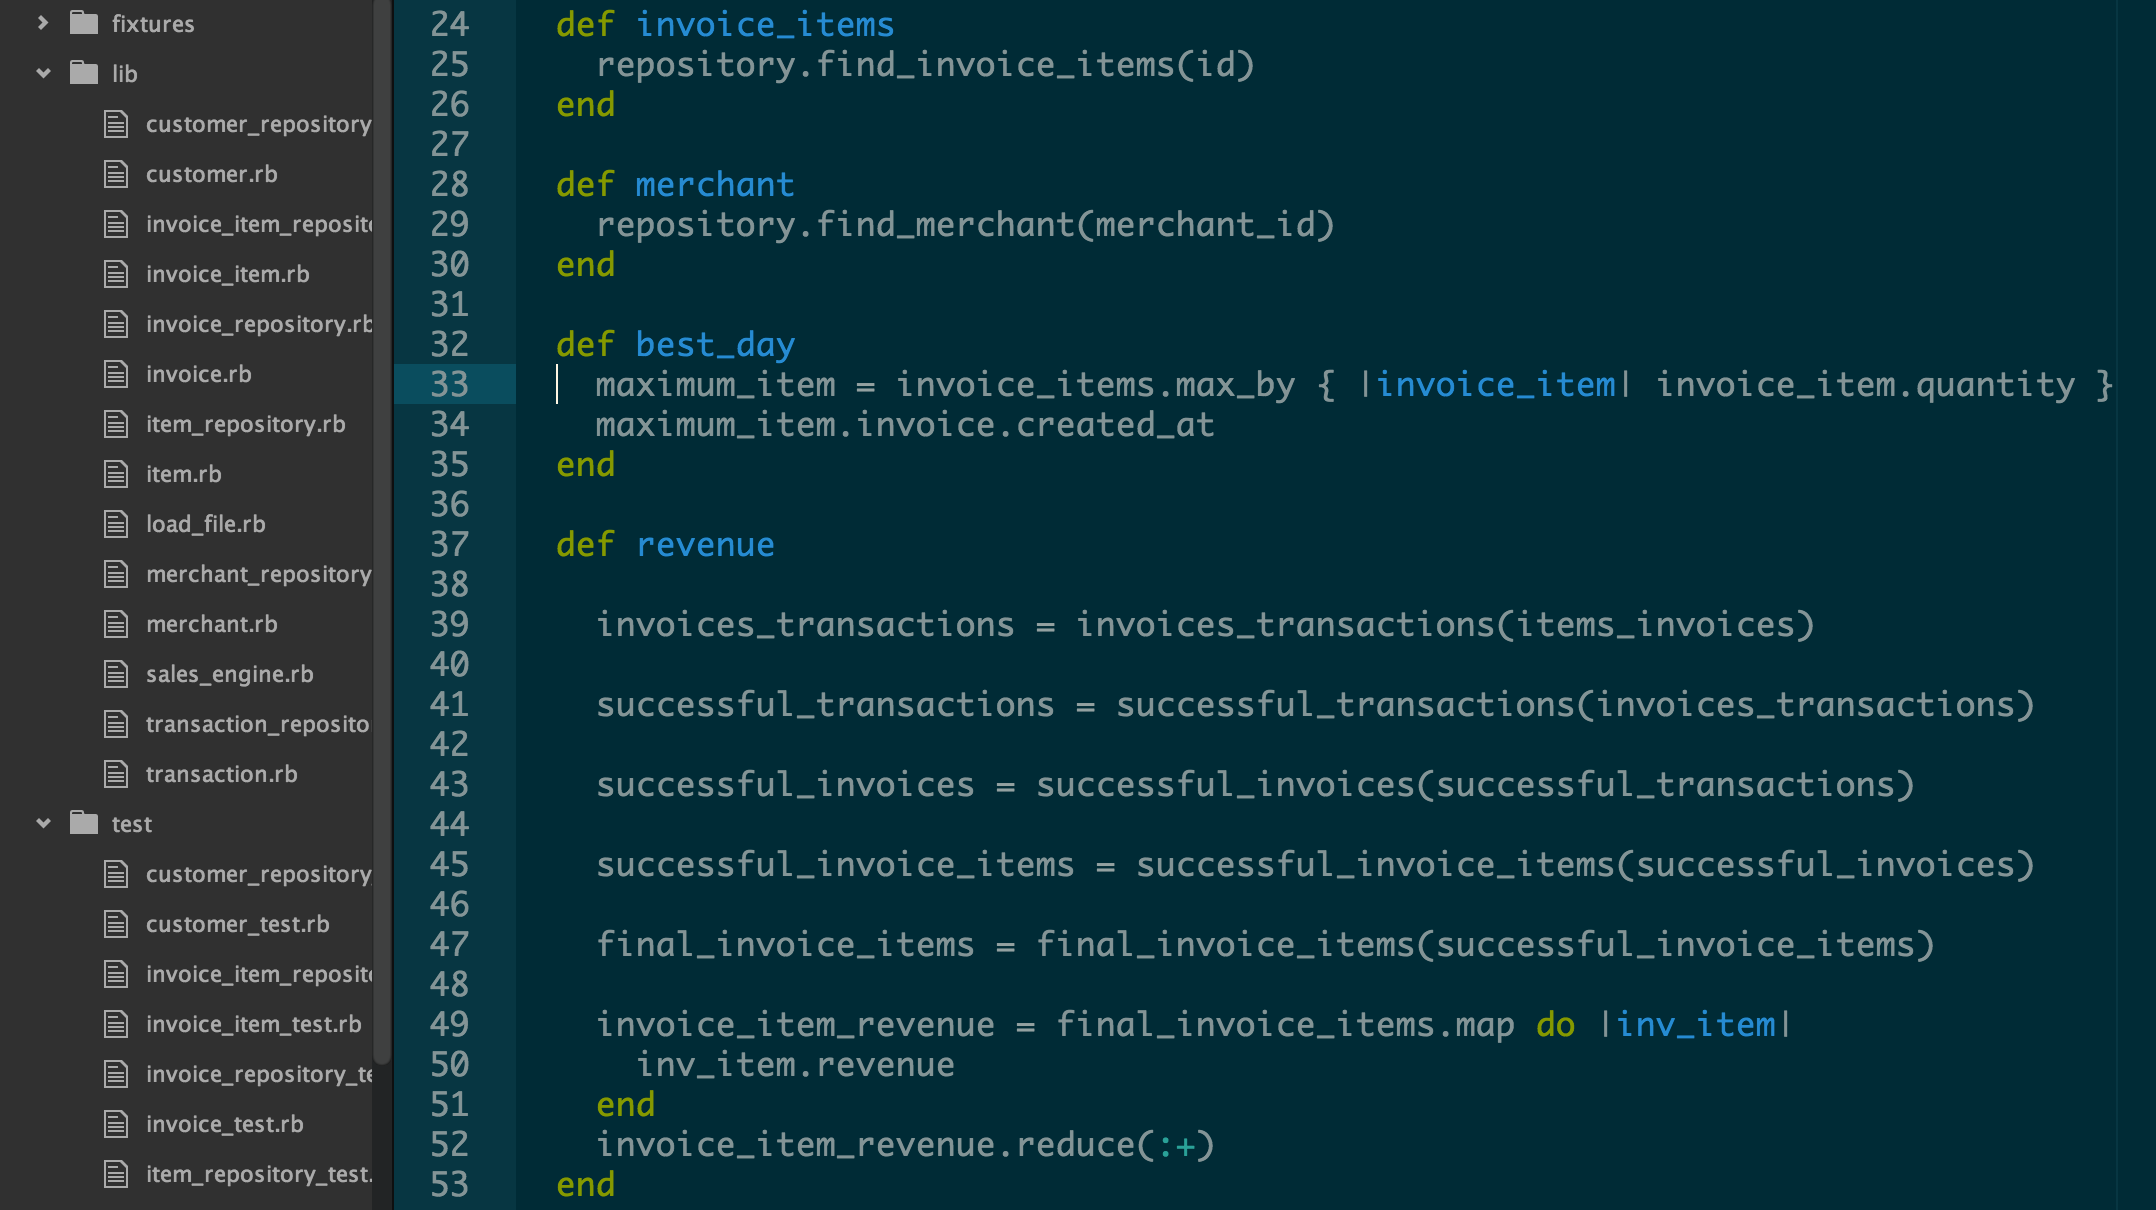 fixtures
lib
customer_repository
customer.rb
invoice_item_reposit
invoice_item.rb
invoice_repository.rb
invoice.rb
item_repository.rb
item.rb
load_file.rb
merchant_repository
merchant.rb
sales_engine.rb
transaction_reposito
transaction.rb
test
customer_repository_
customer_test.rb
invoice_item_reposit
invoice_item_test.rb
invoice_repository_te
invoice_test.rb
item_repository_test.
24 def invoice_items
25 repository.find_invoice_items(id)
26 end
27
28 def merchant
29 repository.find_merchant(merchant_id)
30 end
31
32 def best_day
33 maximum_item = invoice_items.max_by { |invoice_item| invoice_item.quantity }
34 maximum_item.invoice.created_at
35 end
36
37 def revenue
38
39 invoices_transactions = invoices_transactions(items_invoices)
40
41 successful_transactions = successful_transactions(invoices_transactions)
42
43 successful_invoices = successful_invoices(successful_transactions)
44
45 successful_invoice_items = successful_invoice_items(successful_invoices)
46
47 final_invoice_items = final_invoice_items(successful_invoice_items)
48
49 invoice_item_revenue = final_invoice_items.map do |inv_item|
50 inv_item.revenue
51 end
52 invoice_item_revenue.reduce(:+)
53 end